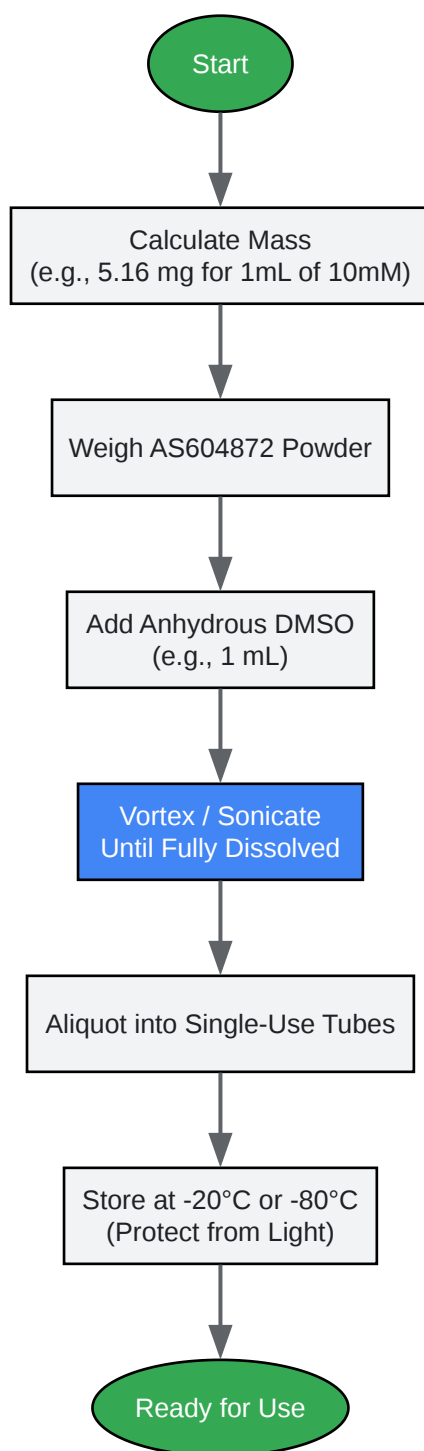 Start
Calculate Mass
(e.g., 5.16 mg for 1mL of 10mM)
Weigh AS604872 Powder
Add Anhydrous DMSO
(e.g., 1 mL)
Vortex / Sonicate
Until Fully Dissolved
Aliquot into Single-Use Tubes
Store at -20°C or -80°C
(Protect from Light)
Ready for Use